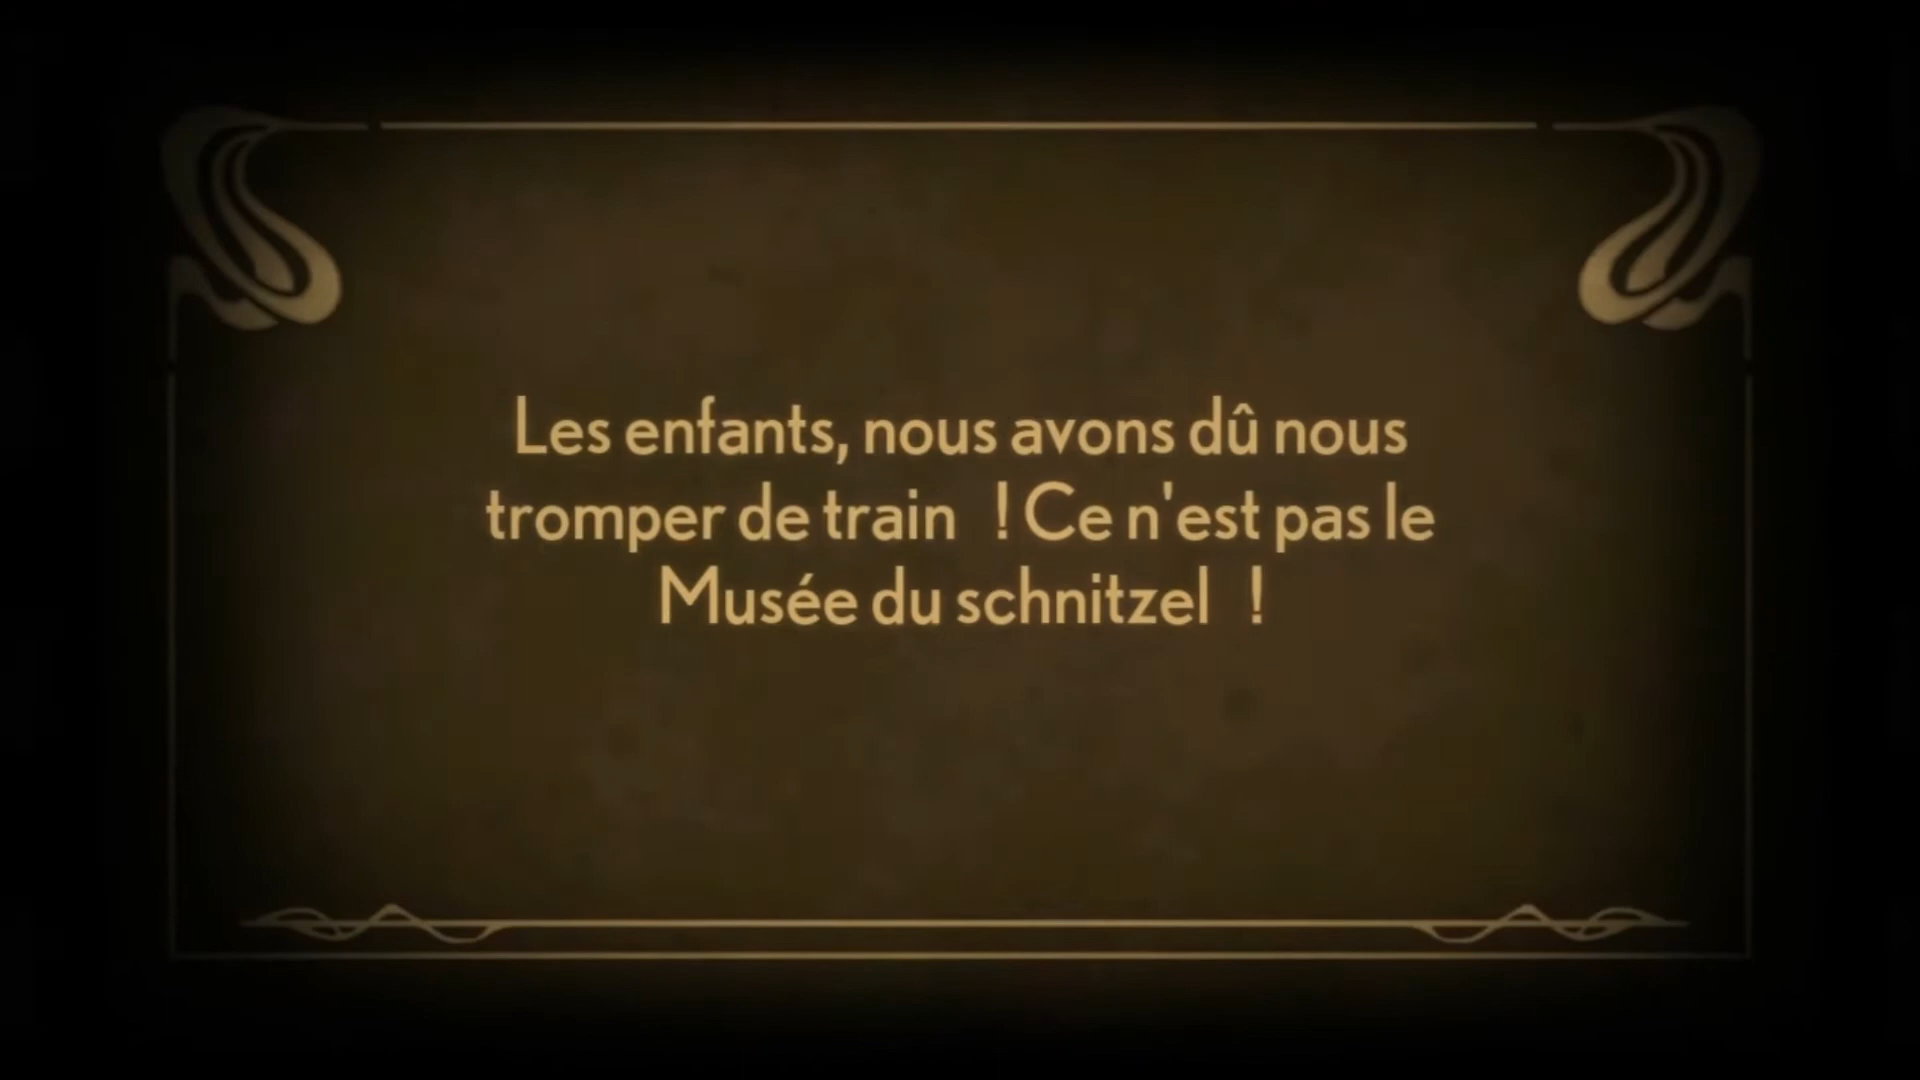 Les enfants, nous avons dû nous
tromper de train  ! Ce n'est pas le
Musée du schnitzel  !